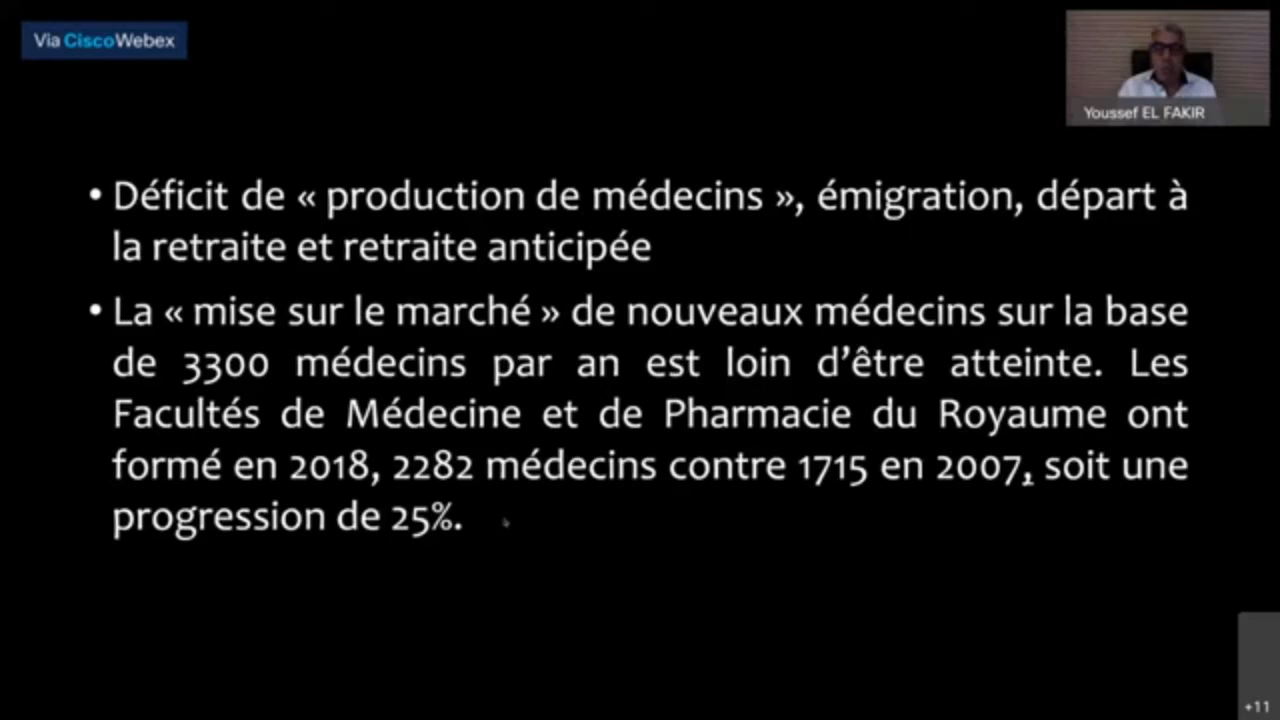 Via CiscoWebex
Youssef EL FAKIR
• Déficit de « production de médecins », émigration, départ à
la retraite et retraite anticipée
• La « mise sur le marché » de nouveaux médecins sur la base
de 3300 médecins par an est loin d’être atteinte. Les
Facultés de Médecine et de Pharmacie du Royaume ont
formé en 2018, 2282 médecins contre 1715 en 2007, soit une
progression de 25%.
+11